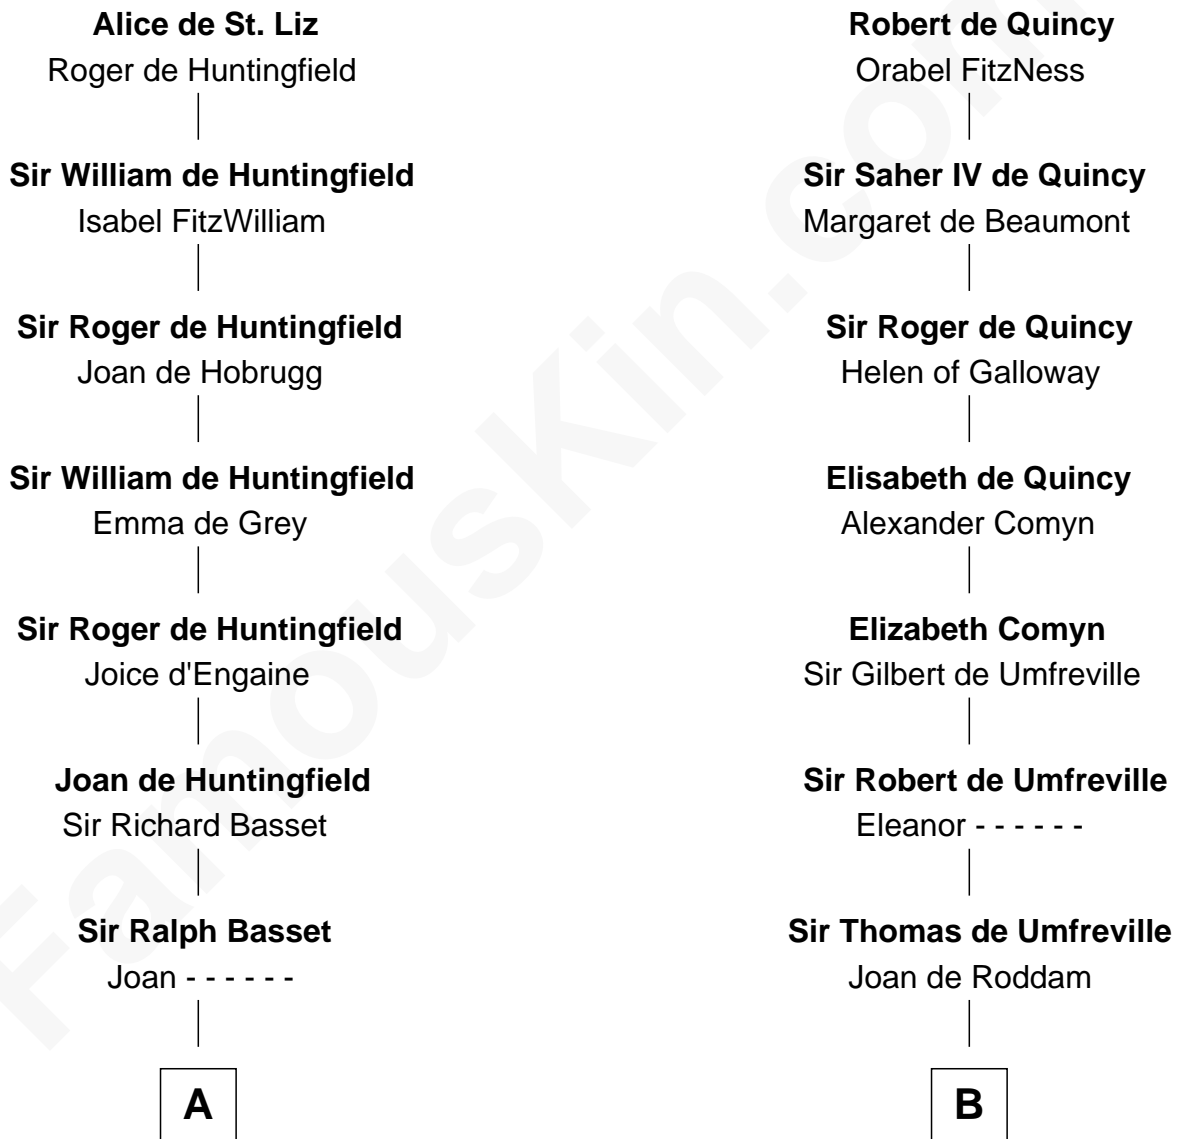 Alice de St. Liz
Roger de Huntingfield
Sir William de Huntingfield
Isabel FitzWilliam
Sir Roger de Huntingfield
Joan de Hobrugg
Sir William de Huntingfield
Emma de Grey
Sir Roger de Huntingfield
Joice d'Engaine
Joan de Huntingfield
Sir Richard Basset
Sir Ralph Basset
Joan - - - - - -
A
Robert de Quincy
Orabel FitzNess
Sir Saher IV de Quincy
Margaret de Beaumont
Sir Roger de Quincy
Helen of Galloway
Elisabeth de Quincy
Alexander Comyn
Elizabeth Comyn
Sir Gilbert de Umfreville
Sir Robert de Umfreville
Eleanor - - - - - -
Sir Thomas de Umfreville
Joan de Roddam
B
FamousKin.com